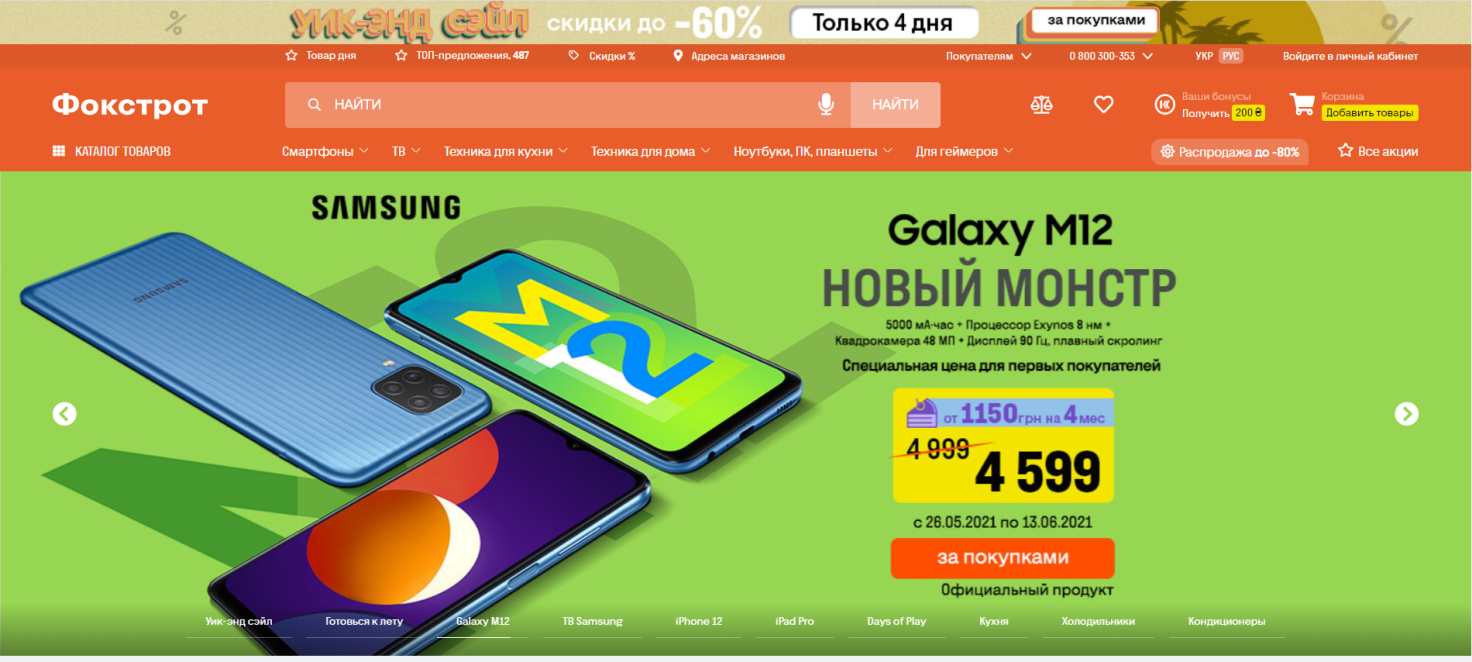 УИК-ЭНД СЭЙЛ скидки до -60% Только 4 дня за покупками
Товар дня ТОП-предложения, 487 Скидки % Адреса магазинов Покупателям 0 800 300-353 УКР РУС Войдите в личный кабинет
Фокстрот НАЙТИ НАЙТИ
Ваши бонусы
Получить 200 ₴
Корзина
Добавить товары
КАТАЛОГ ТОВАРОВ Смартфоны ТВ Техника для кухни Техника для дома Ноутбуки, ПК, планшеты Для геймеров Распродажа до -80% Все акции
SAMSUNG
SAMSUNG
M12
Galaxy M12
НОВЫЙ МОНСТР
5000 мА-час + Процессор Exynos 8 нм +
Квадрокамера 48 МП + Дисплей 90 Гц, плавный скролинг
Специальная цена для первых покупателей
от 1150 грн на 4 мес
4 999
4 599
с 26.05.2021 по 13.06.2021
за покупками
Официальный продукт
Уик-энд сэйл Готовься к лету Galaxy M12 ТВ Samsung iPhone 12 iPad Pro Days of Play Кухня Холодильники Кондиционеры